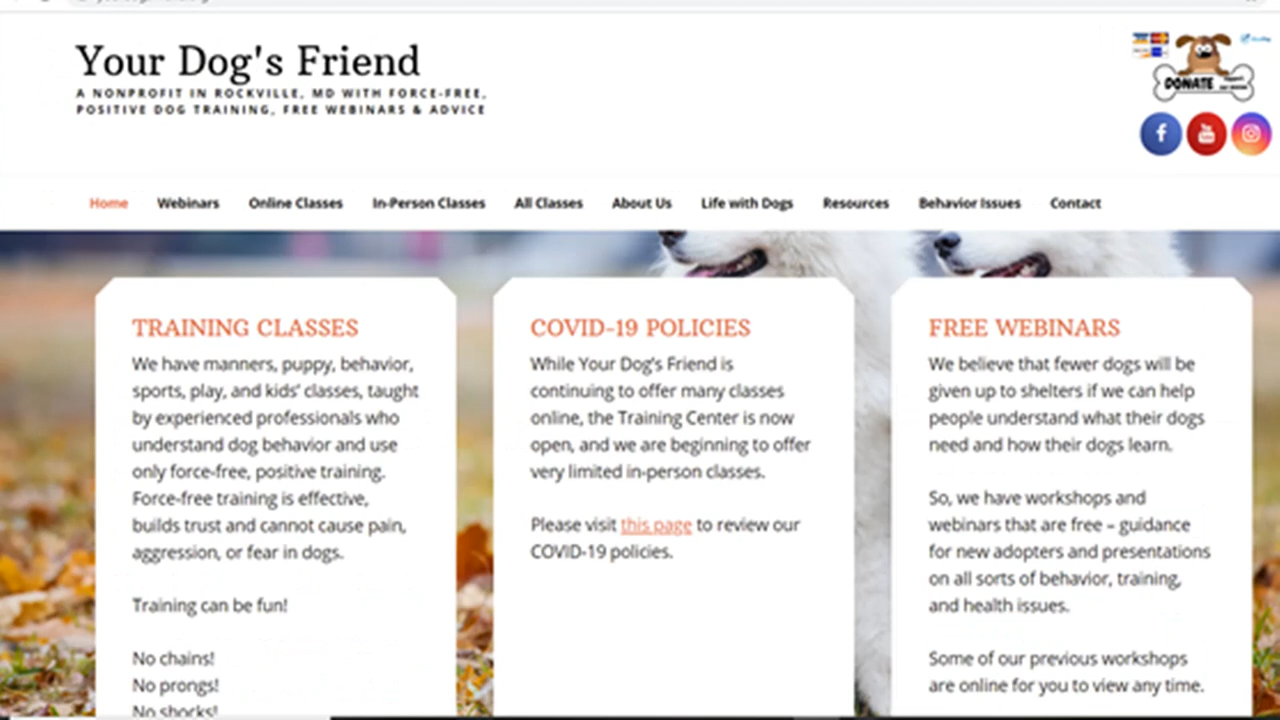 Your Dog's Friend
A NONPROFIT IN ROCKVILLE, MD WITH FORCE-FREE,
POSITIVE DOG TRAINING, FREE WEBINARS & ADVICE
DONATE
Home Webinars Online Classes In-Person Classes All Classes About Us Life with Dogs Resources Behavior Issues Contact
TRAINING CLASSES
We have manners, puppy, behavior,
sports, play, and kids' classes, taught
by experienced professionals who
understand dog behavior and use
only force-free, positive training.
Force-free training is effective,
builds trust and cannot cause pain,
aggression, or fear in dogs.
Training can be fun!
No chains!
No prongs!
No shocks!
COVID-19 POLICIES
While Your Dog's Friend is
continuing to offer many classes
online, the Training Center is now
open, and we are beginning to offer
very limited in-person classes.
Please visit this page to review our
COVID-19 policies.
FREE WEBINARS
We believe that fewer dogs will be
given up to shelters if we can help
people understand what their dogs
need and how their dogs learn.
So, we have workshops and
webinars that are free – guidance
for new adopters and presentations
on all sorts of behavior, training,
and health issues.
Some of our previous workshops
are online for you to view any time.